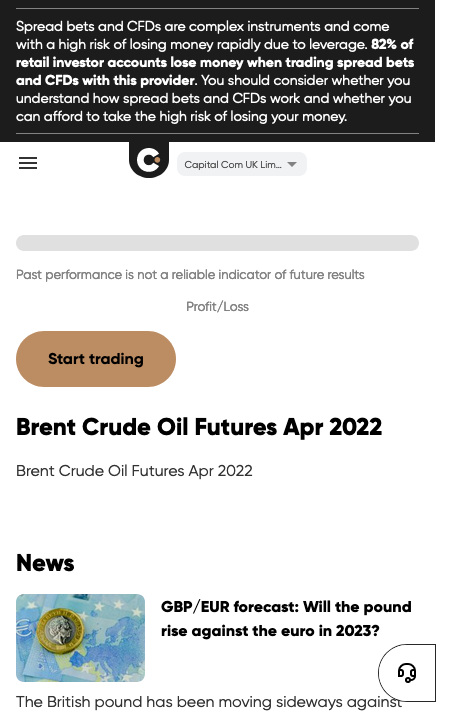 Spread bets and CFDs are complex instruments and come
with a high risk of losing money rapidly due to leverage. 82% of
retail investor accounts lose money when trading spread bets
and CFDs with this provider. You should consider whether you
understand how spread bets and CFDs work and whether you
can afford to take the high risk of losing your money.
Capital Com UK Lim...
Past performance is not a reliable indicator of future results
Profit/Loss
Start trading
Brent Crude Oil Futures Apr 2022
Brent Crude Oil Futures Apr 2022
News
GBP/EUR forecast: Will the pound
rise against the euro in 2023?
The British pound has been moving sideways against